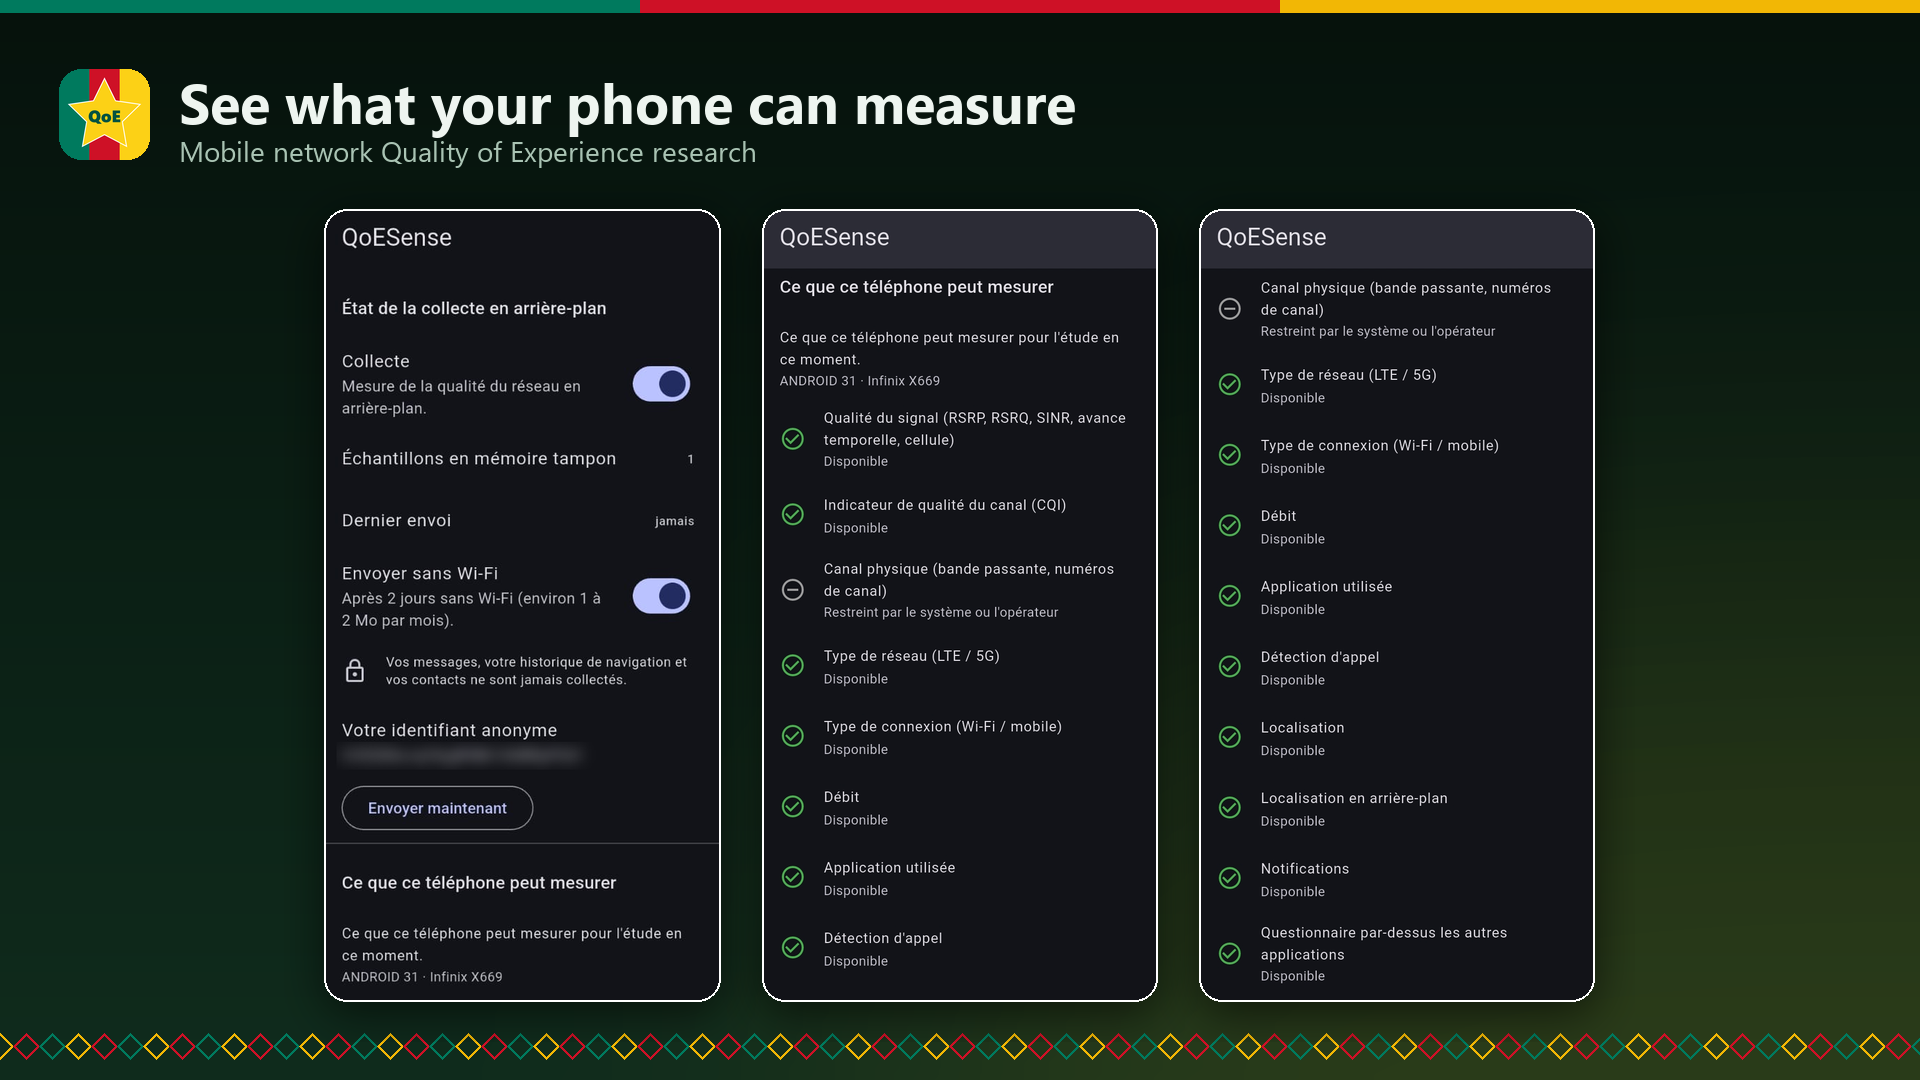 QoE
See what your phone can measure
Mobile network Quality of Experience research
QoESense
État de la collecte en arrière-plan
Collecte
Mesure de la qualité du réseau en
arrière-plan.
Échantillons en mémoire tampon 1
Dernier envoi jamais
Envoyer sans Wi-Fi
Après 2 jours sans Wi-Fi (environ 1 à
2 Mo par mois).
Vos messages, votre historique de navigation et
vos contacts ne sont jamais collectés.
Votre identifiant anonyme
Envoyer maintenant
Ce que ce téléphone peut mesurer
Ce que ce téléphone peut mesurer pour l'étude en
ce moment.
ANDROID 31 · Infinix X669
QoESense
Ce que ce téléphone peut mesurer
Ce que ce téléphone peut mesurer pour l'étude en
ce moment.
ANDROID 31 · Infinix X669
Qualité du signal (RSRP, RSRQ, SINR, avance
temporelle, cellule)
Disponible
Indicateur de qualité du canal (CQI)
Disponible
Canal physique (bande passante, numéros
de canal)
Restreint par le système ou l'opérateur
Type de réseau (LTE / 5G)
Disponible
Type de connexion (Wi-Fi / mobile)
Disponible
Débit
Disponible
Application utilisée
Disponible
Détection d'appel
Disponible
QoESense
Canal physique (bande passante, numéros
de canal)
Restreint par le système ou l'opérateur
Type de réseau (LTE / 5G)
Disponible
Type de connexion (Wi-Fi / mobile)
Disponible
Débit
Disponible
Application utilisée
Disponible
Détection d'appel
Disponible
Localisation
Disponible
Localisation en arrière-plan
Disponible
Notifications
Disponible
Questionnaire par-dessus les autres
applications
Disponible